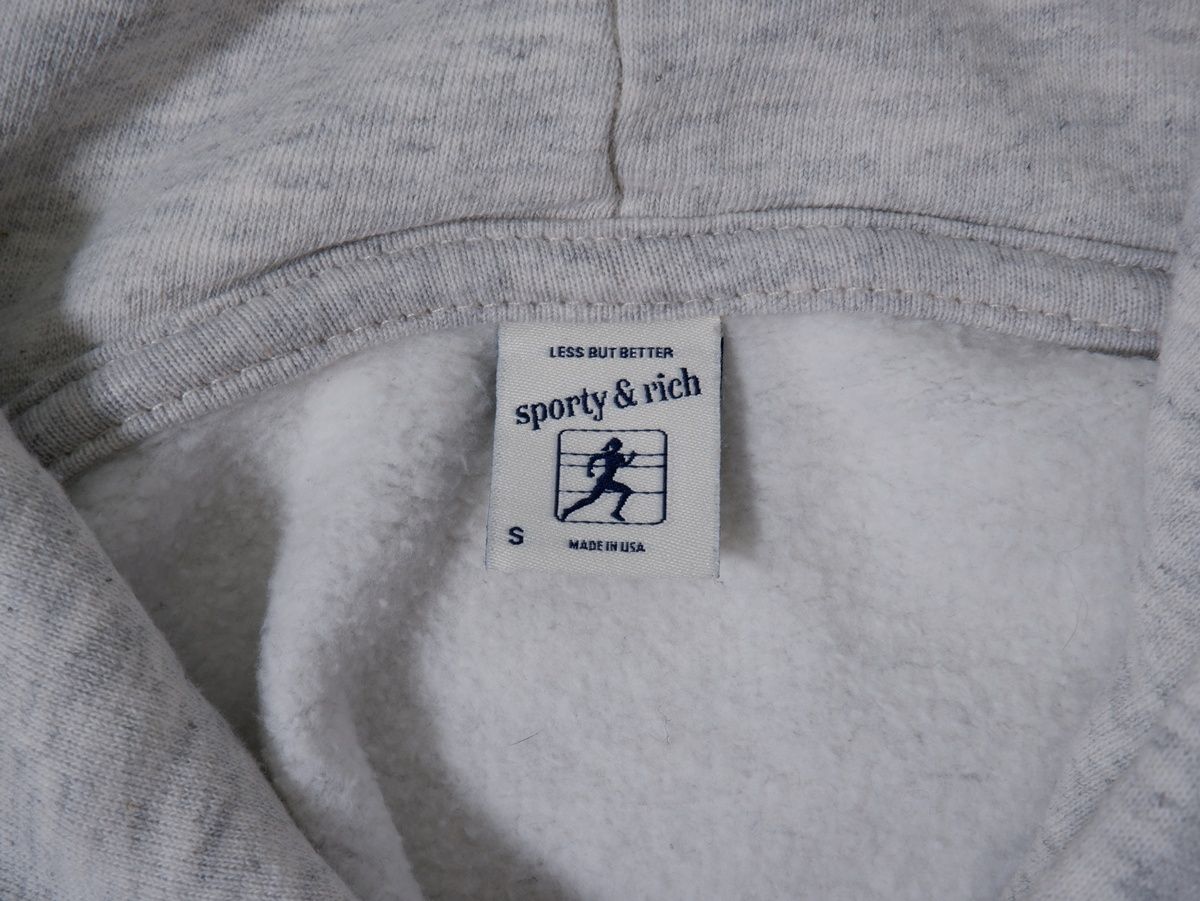 LESS BUT BETTER
sporty & rich
S
MADE IN USA